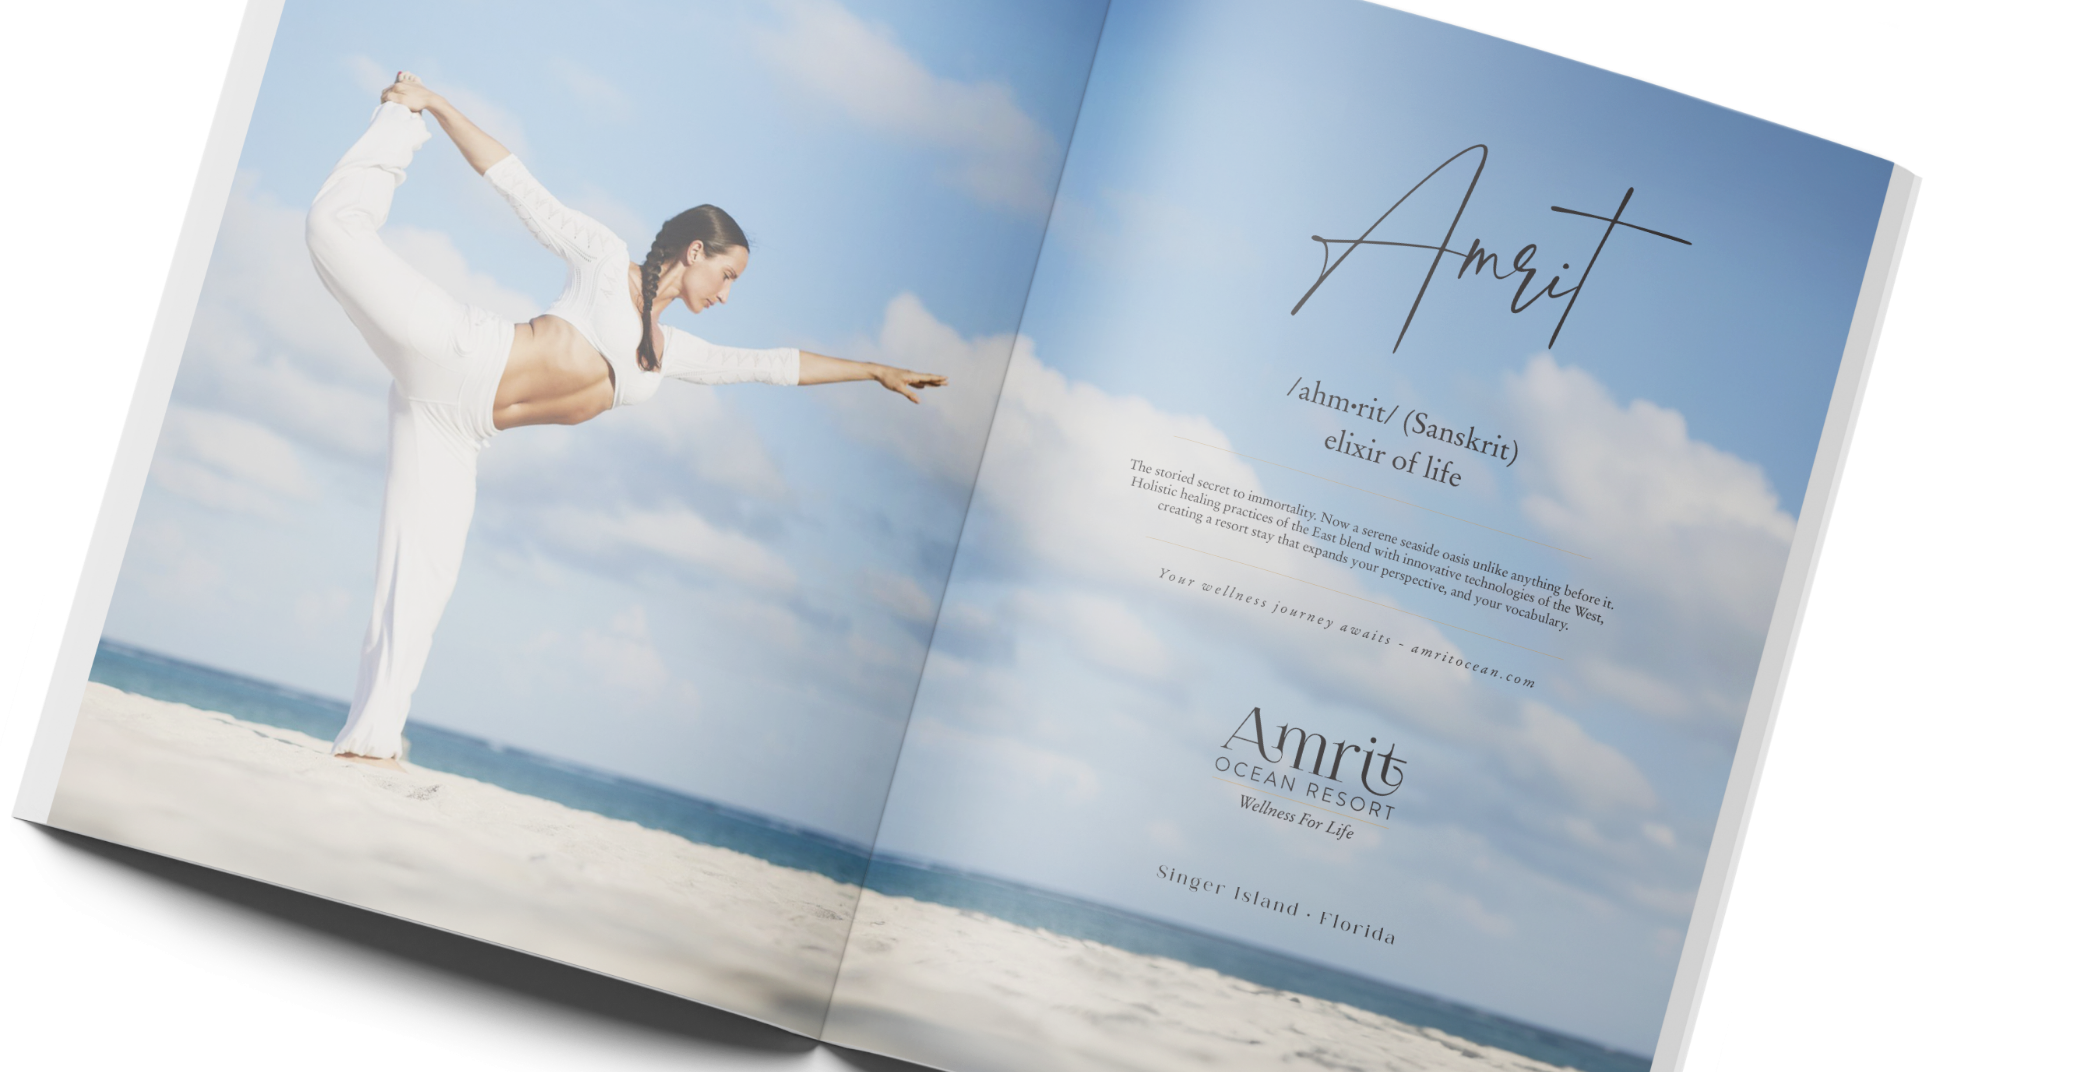 Amrit
/ahm•rit/ (Sanskrit)
elixir of life
The storied secret to immortality. Now a serene seaside oasis unlike anything before it.
Holistic healing practices of the East blend with innovative technologies of the West,
creating a resort stay that expands your perspective, and your vocabulary.
Your wellness journey awaits - amritocean.com
Amrit
OCEAN RESORT
Wellness For Life
Singer Island · Florida